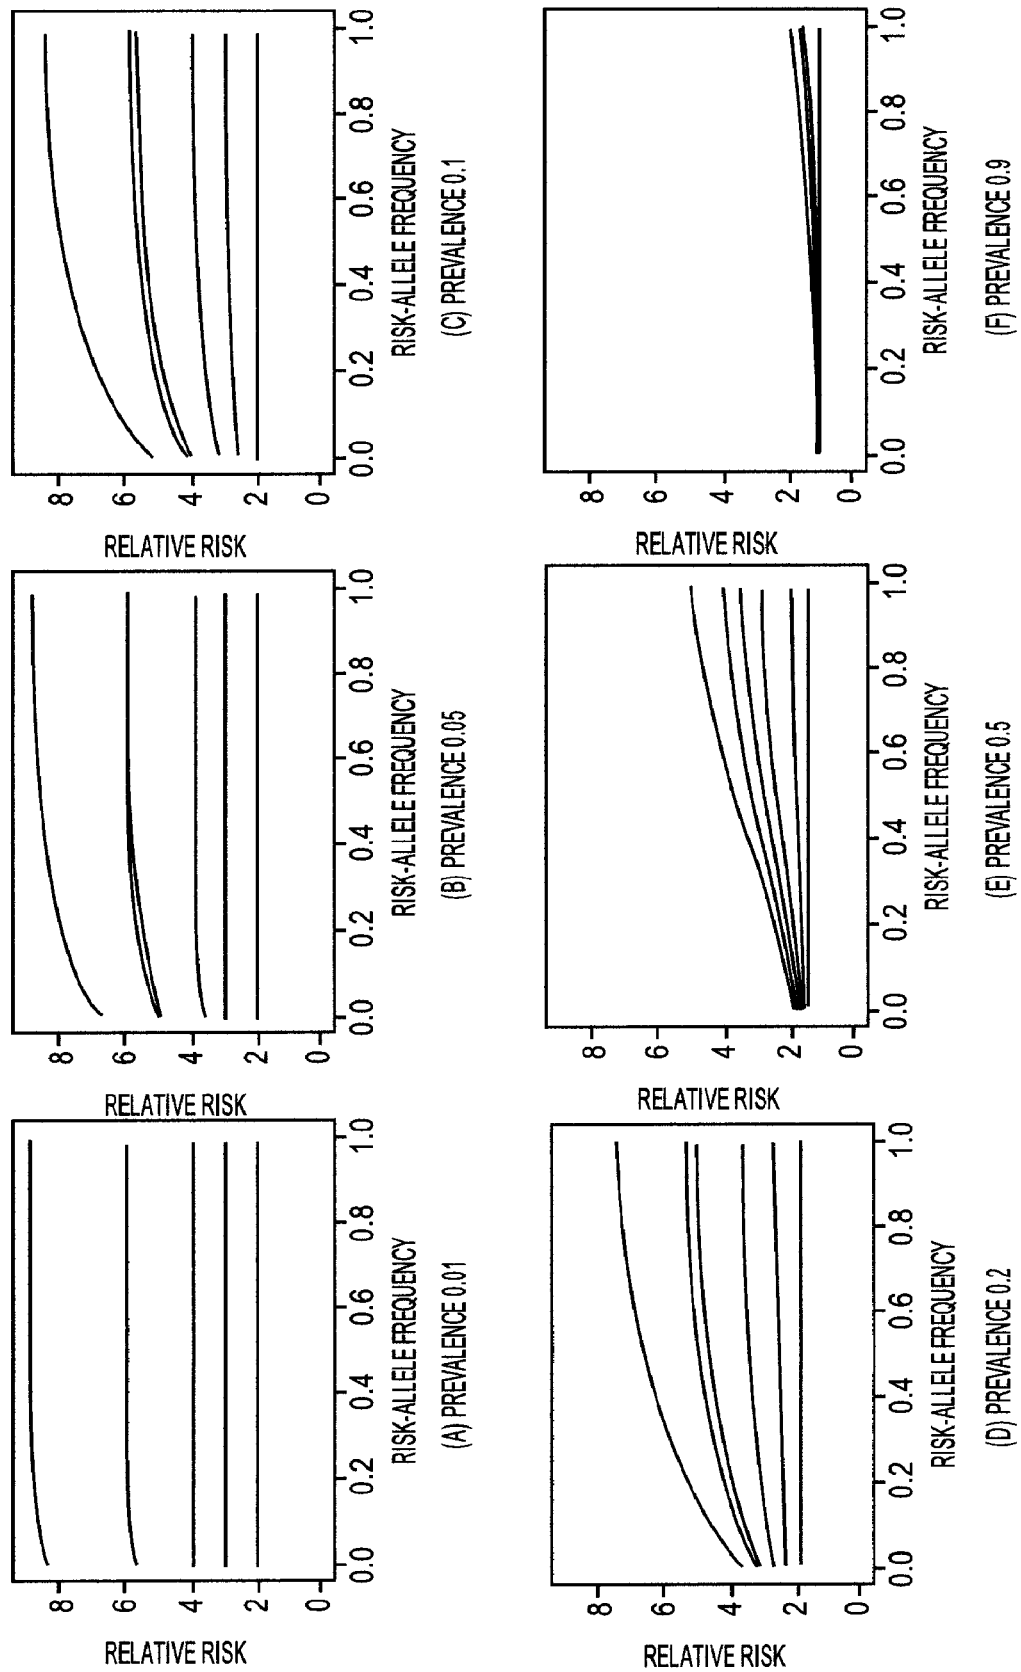 RELATIVE RISK
8
6
4
2
0
0.0 0.2 0.4 0.6 0.8 1.0
RISK-ALLELE FREQUENCY
(A) PREVALENCE 0.01
RELATIVE RISK
8
6
4
2
0
0.0 0.2 0.4 0.6 0.8 1.0
RISK-ALLELE FREQUENCY
(B) PREVALENCE 0.05
RELATIVE RISK
8
6
4
2
0
0.0 0.2 0.4 0.6 0.8 1.0
RISK-ALLELE FREQUENCY
(C) PREVALENCE 0.1
RELATIVE RISK
8
6
4
2
0
0.0 0.2 0.4 0.6 0.8 1.0
RISK-ALLELE FREQUENCY
(D) PREVALENCE 0.2
RELATIVE RISK
8
6
4
2
0
0.0 0.2 0.4 0.6 0.8 1.0
RISK-ALLELE FREQUENCY
(E) PREVALENCE 0.5
RELATIVE RISK
8
6
4
2
0
0.0 0.2 0.4 0.6 0.8 1.0
RISK-ALLELE FREQUENCY
(F) PREVALENCE 0.9